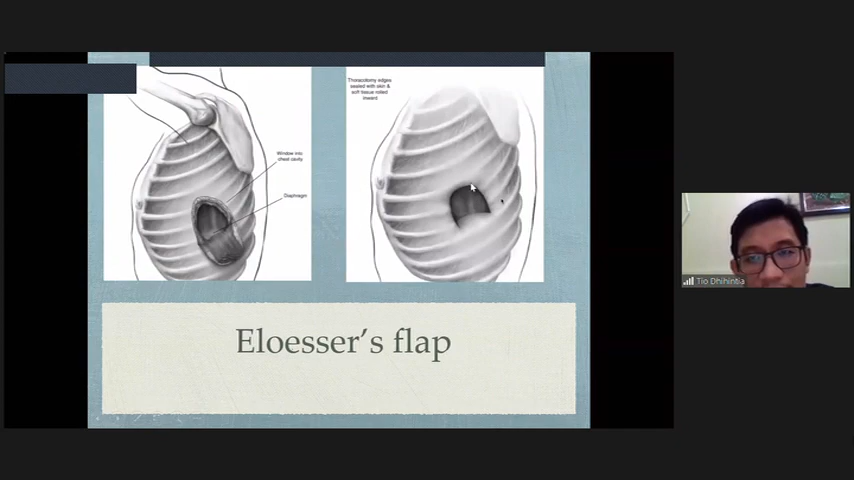 Thoracotomy edges
sealed with skin &
soft tissue rolled
inward
Window into
chest cavity
Diaphragm
Eloesser's flap
Tio Dhihintia